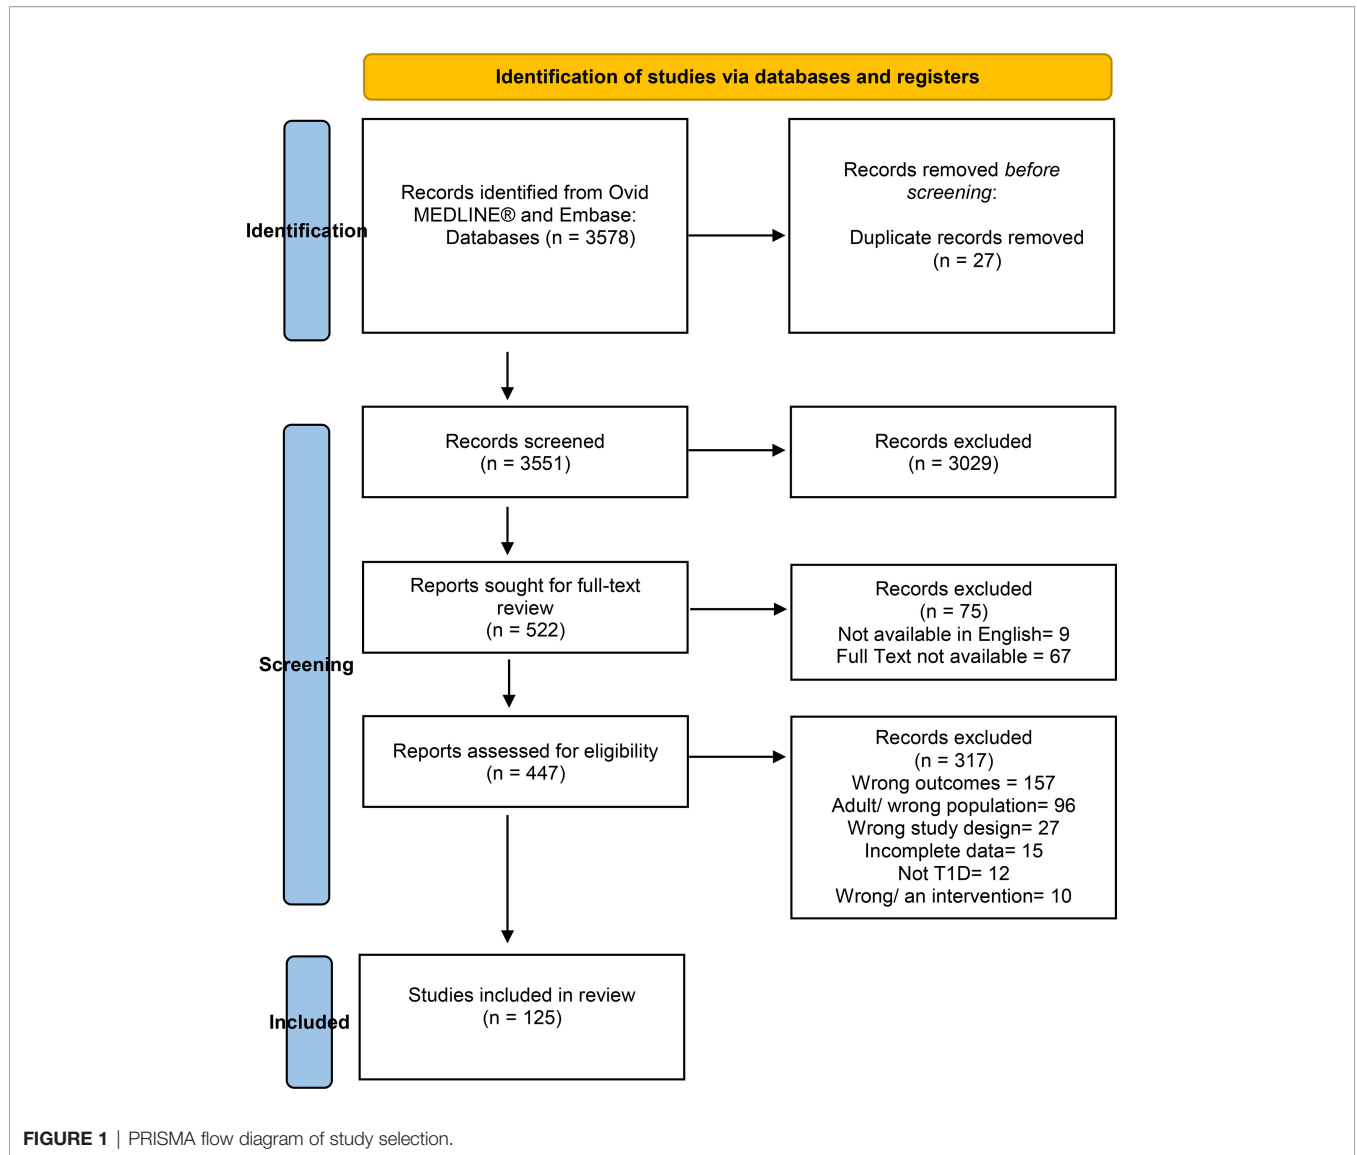 Identification of studies via databases and registers
Identification
Records identified from Ovid
MEDLINE® and Embase:
Databases (n = 3578)
Records removed before
screening:
Duplicate records removed
(n = 27)
Screening
Records screened
(n = 3551)
Records excluded
(n = 3029)
Reports sought for full-text
review
(n = 522)
Records excluded
(n = 75)
Not available in English= 9
Full Text not available = 67
Reports assessed for eligibility
(n = 447)
Records excluded
(n = 317)
Wrong outcomes = 157
Adult/ wrong population= 96
Wrong study design= 27
Incomplete data= 15
Not T1D= 12
Wrong/ an intervention= 10
Included
Studies included in review
(n = 125)
FIGURE 1 | PRISMA flow diagram of study selection.